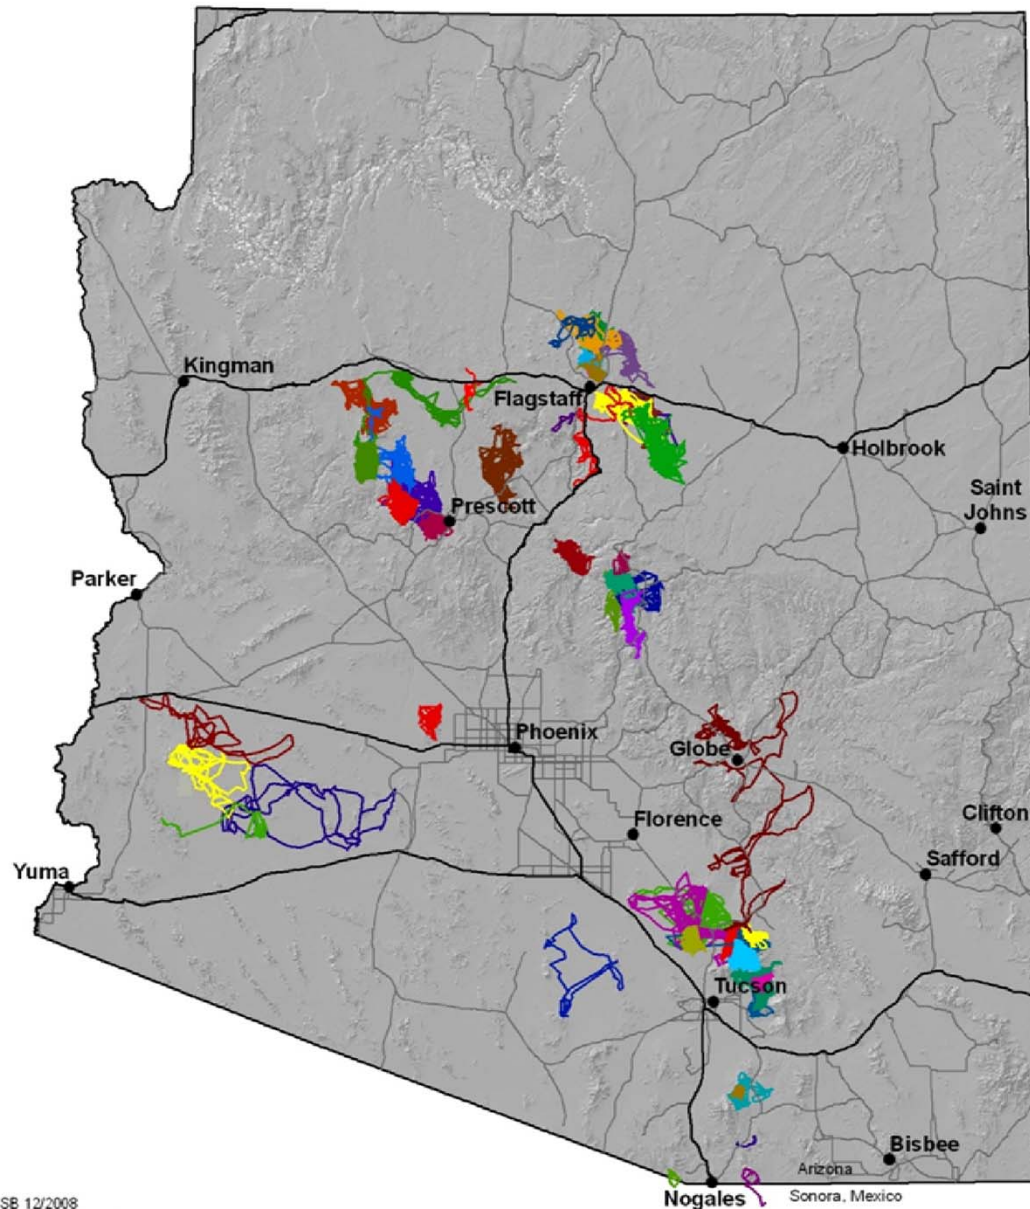 Kingman
Flagstaff
Holbrook
Saint
Johns
Prescott
Parker
Phoenix
Globe
Florence
Clifton
Safford
Yuma
Tucson
Bisbee
Arizona
Nogales
Sonora, Mexico
SB 12/2008